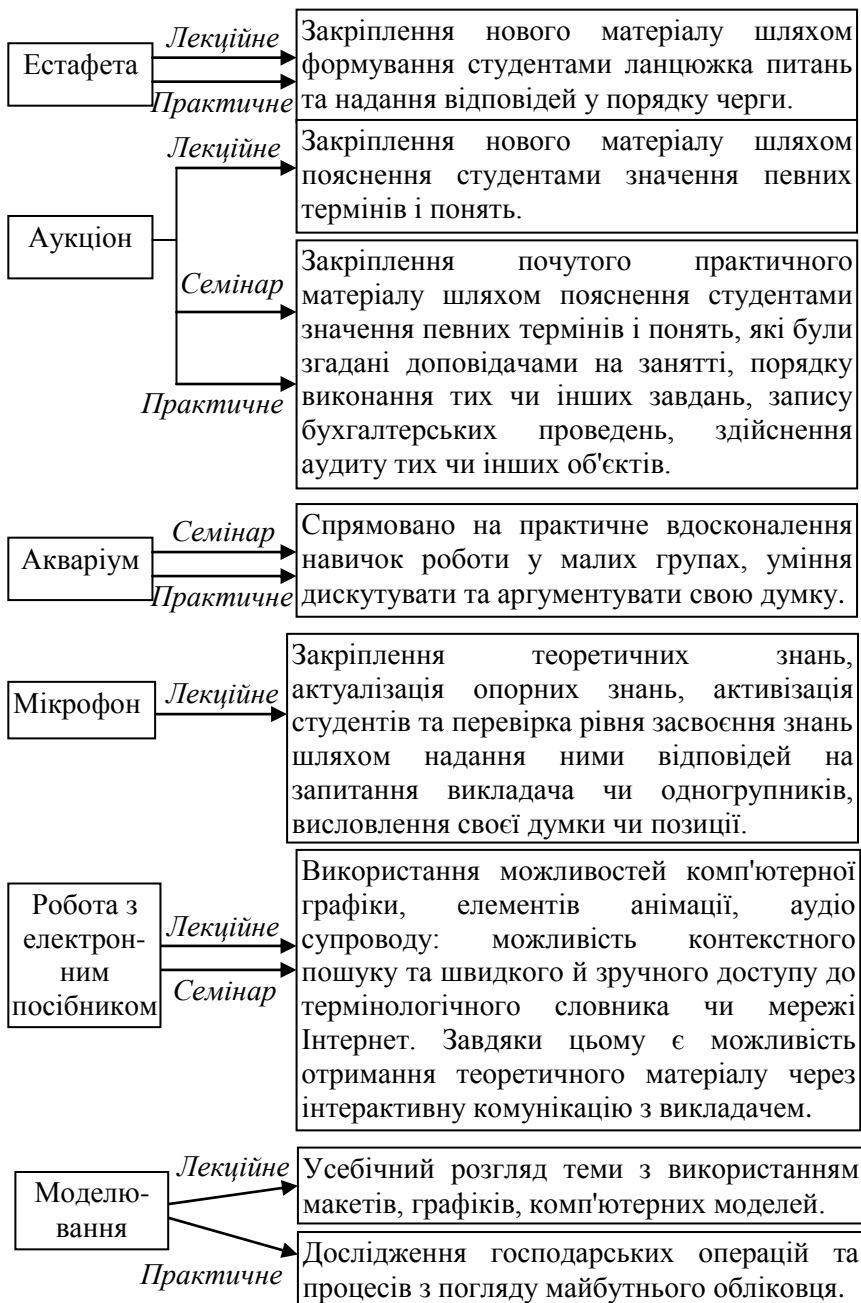 Естафета
Лекційне
Практичне
Закріплення нового матеріалу шляхом
формування студентами ланцюжка питань
та надання відповідей у порядку черги.
Аукціон
Лекційне
Закріплення нового матеріалу шляхом
пояснення студентами значення певних
термінів і понять.
Семінар
Практичне
Закріплення почутого практичного
матеріалу шляхом пояснення студентами
значення певних термінів і понять, які були
згадані доповідачами на занятті, порядку
виконання тих чи інших завдань, запису
бухгалтерських проведень, здійснення
аудиту тих чи інших об'єктів.
Акваріум
Семінар
Практичне
Спрямовано на практичне вдосконалення
навичок роботи у малих групах, уміння
дискутувати та аргументувати свою думку.
Мікрофон
Лекційне
Закріплення теоретичних знань,
актуалізація опорних знань, активізація
студентів та перевірка рівня засвоєння знань
шляхом надання ними відповідей на
запитання викладача чи одногрупників,
висловлення своєї думки чи позиції.
Робота з
електрон-
ним
посібником
Лекційне
Семінар
Використання можливостей комп'ютерної
графіки, елементів анімації, аудіо
супроводу: можливість контекстного
пошуку та швидкого й зручного доступу до
термінологічного словника чи мережі
Інтернет. Завдяки цьому є можливість
отримання теоретичного матеріалу через
інтерактивну комунікацію з викладачем.
Моделю-
вання
Лекційне
Усебічний розгляд теми з використанням
макетів, графіків, комп'ютерних моделей.
Практичне
Дослідження господарських операцій та
процесів з погляду майбутнього обліковця.